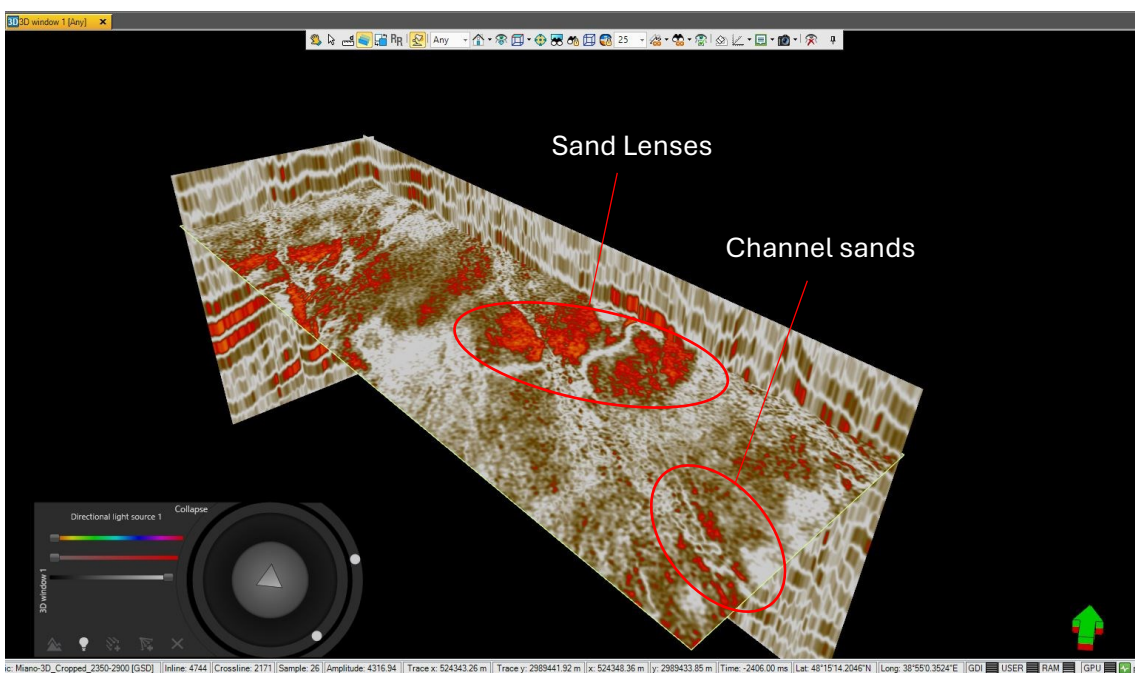 3D 3D window 1 [Any] ×
RR Any 25
Sand Lenses
Channel sands
Collapse
Directional light source 1
3D window 1
ic: Miano-3D_Cropped_2350-2900 [GSD] Inline: 4744 Crossline: 2171 Sample: 26 Amplitude: 4316.94 Trace x: 524343.26 m Trace y: 2989441.92 m x: 524348.36 m y: 2989433.85 m Time: -2406.00 ms Lat: 48°15'14.2046"N Long: 38°55'0.3524"E GDI USER RAM GPU